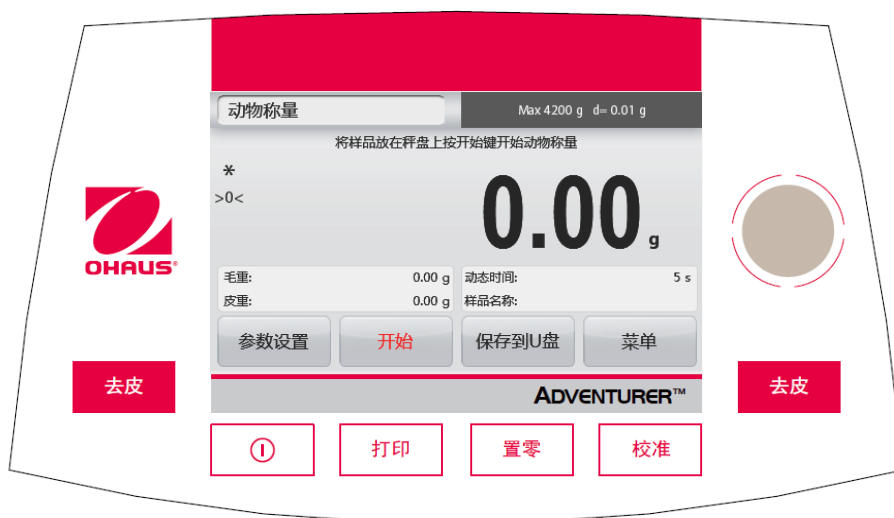 动物称量
Max 4200 g d= 0.01 g
将样品放在秤盘上按开始键开始动物称量
*
>0<
0.00 g
毛重: 0.00 g 动态时间: 5 s
皮重: 0.00 g 样品名称:
OHAUS®
参数设置 开始 保存到U盘 菜单
去皮
ADVENTURER™
去皮
打印 置零 校准